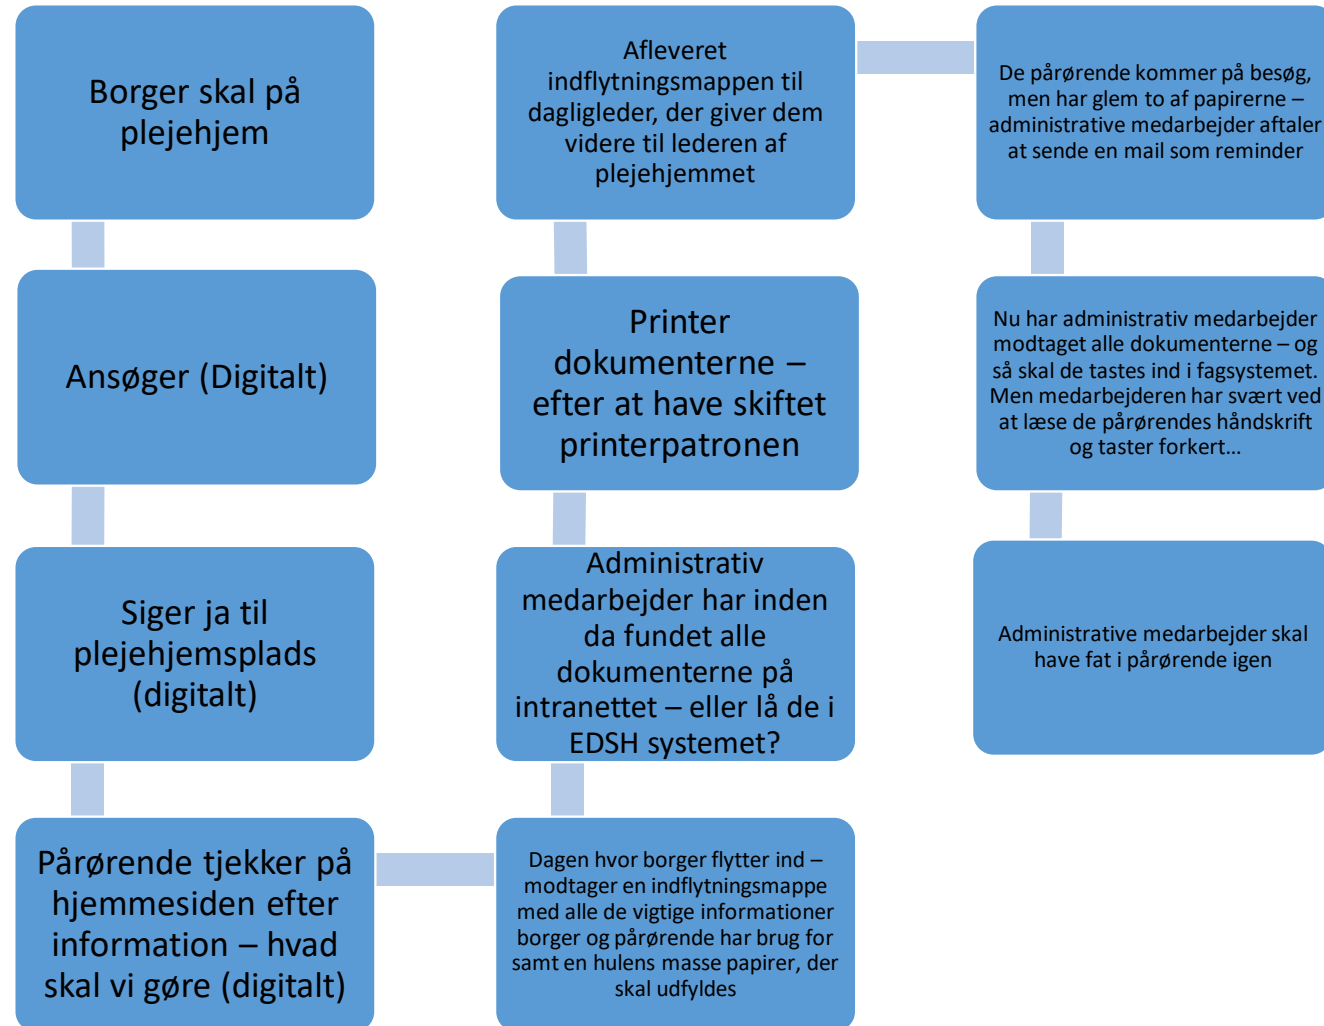 Borger skal på
plejehjem
Ansøger (Digitalt)
Siger ja til
plejehjemsplads
(digitalt)
Pårørende tjekker på
hjemmesiden efter
information – hvad
skal vi gøre (digitalt)
Dagen hvor borger flytter ind –
modtager en indflytningsmappe
med alle de vigtige informationer
borger og pårørende har brug for
samt en hulens masse papirer, der
skal udfyldes
Administrativ
medarbejder har inden
da fundet alle
dokumenterne på
intranettet – eller lå de i
EDSH systemet?
Printer
dokumenterne –
efter at have skiftet
printerpatronen
Afleveret
indflytningsmappen til
dagligleder, der giver dem
videre til lederen af
plejehjemmet
De pårørende kommer på besøg,
men har glem to af papirerne –
administrative medarbejder aftaler
at sende en mail som reminder
Nu har administrativ medarbejder
modtaget alle dokumenterne – og
så skal de tastes ind i fagsystemet.
Men medarbejderen har svært ved
at læse de pårørendes håndskrift
og taster forkert…
Administrative medarbejder skal
have fat i pårørende igen